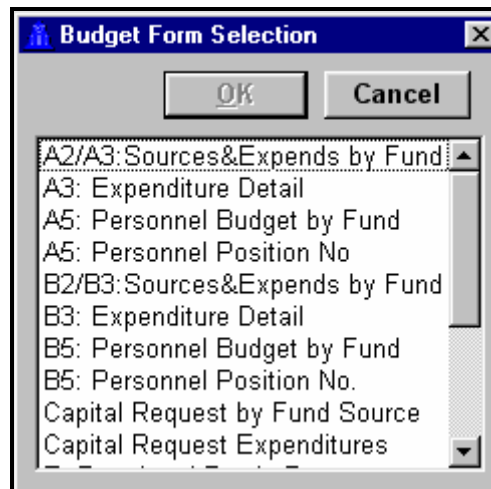 Budget Form Selection
OK Cancel
A2/A3:Sources&Expends by Fund
A3: Expenditure Detail
A5: Personnel Budget by Fund
A5: Personnel Position No
B2/B3:Sources&Expends by Fund
B3: Expenditure Detail
B5: Personnel Budget by Fund
B5: Personnel Position No.
Capital Request by Fund Source
Capital Request Expenditures